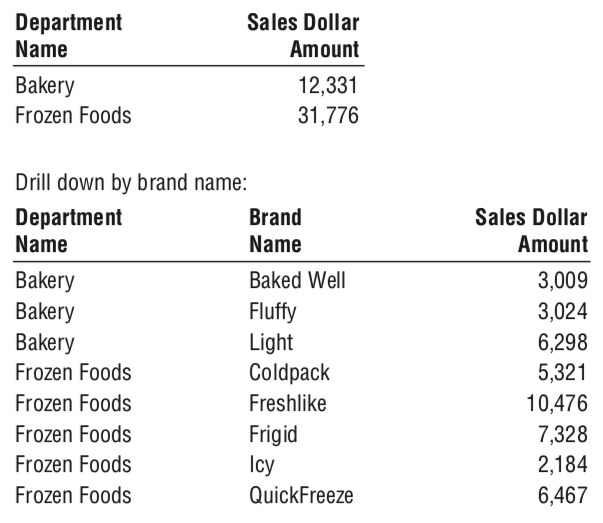 Department Sales Dollar
Name Amount
Bakery 12,331
Frozen Foods 31,776
Drill down by brand name:
Department Brand Sales Dollar
Name Name Amount
Bakery Baked Well 3,009
Bakery Fluffy 3,024
Bakery Light 6,298
Frozen Foods Coldpack 5,321
Frozen Foods Freshlike 10,476
Frozen Foods Frigid 7,328
Frozen Foods Icy 2,184
Frozen Foods QuickFreeze 6,467